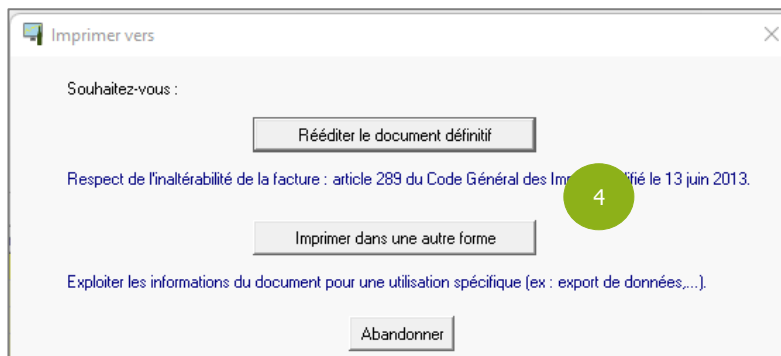 Imprimer vers
Souhaitez-vous :
Rééditer le document définitif
Respect de l'inaltérabilité de la facture : article 289 du Code Général des le 13 juin 2013.
4
Imprimer dans une autre forme
Exploiter les informations du document pour une utilisation spécifique (ex : export de données,...).
Abandonner